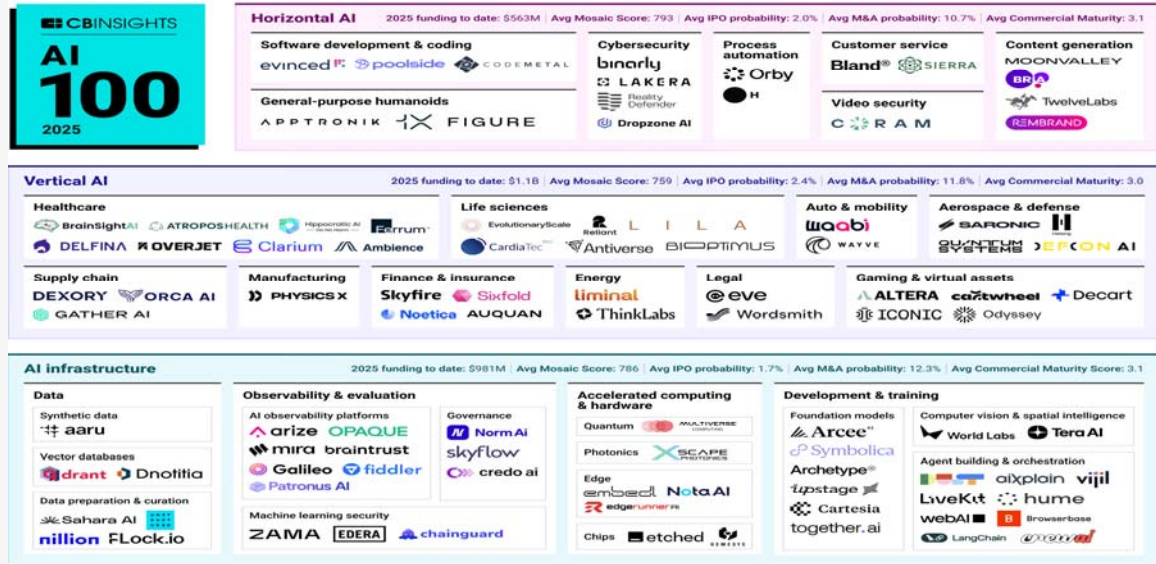 CBINSIGHTS
AI
100
2025
Horizontal AI
2025 funding to date: $563M | Avg Mosaic Score: 793 | Avg IPO probability: 2.0% | Avg M&A probability: 10.7% | Avg Commercial Maturity: 3.1
Software development & coding
evinced poolside CODEMETAL
General-purpose humanoids
APPTRONIK 1X FIGURE
Cybersecurity
binarly
LAKERA
Reality Defender
Dropzone AI
Process automation
Orby
H
Customer service
Bland® SIERRA
Video security
CORAM
Content generation
MOONVALLEY
BRIA
TwelveLabs
REMBRAND
Vertical AI
2025 funding to date: $1.1B | Avg Mosaic Score: 759 | Avg IPO probability: 2.4% | Avg M&A probability: 11.8% | Avg Commercial Maturity: 3.0
Healthcare
BrainSightAI ATROPOSHEALTH Hippocratic AI Ferrum
DELFINA OVERJET Clarium Ambience
Life sciences
EvolutionaryScale Reliant LILA
CardiaTec Antiverse BIOPTIMUS
Auto & mobility
waabi
WAYVE
Aerospace & defense
SARONIC
QUANTUM SYSTEMS DEFCON AI
Supply chain
DEXORY ORCA AI
GATHER AI
Manufacturing
PHYSICSX
Finance & insurance
Skyfire Sixfold
Noetica AUQUAN
Energy
liminal
ThinkLabs
Legal
eve
Wordsmith
Gaming & virtual assets
ALTERA cartwheel Decart
ICONIC Odyssey
AI infrastructure
2025 funding to date: $981M | Avg Mosaic Score: 786 | Avg IPO probability: 1.7% | Avg M&A probability: 12.3% | Avg Commercial Maturity Score: 3.1
Data
Synthetic data
aaru
Vector databases
qdrant Dnotitia
Data preparation & curation
Sahara AI
nillion FLock.io
Observability & evaluation
AI observability platforms
arize OPAQUE
mira braintrust
Galileo fiddler
Patronus AI
Governance
Norm Ai
skyflow
credo ai
Machine learning security
ZAMA EDERA chainguard
Accelerated computing & hardware
Quantum MULTIVERSE COMPUTING
Photonics XSCAPE PHOTONICS
Edge
embedl NotaAI
edgerunner AI
Chips etched
Development & training
Foundation models
Arcee
Symbolica
Archetype
upstage
Cartesia
together.ai
Computer vision & spatial intelligence
World Labs Tera AI
Agent building & orchestration
aixplain vijil
LiveKit hume
webAI Browserbase
LangChain